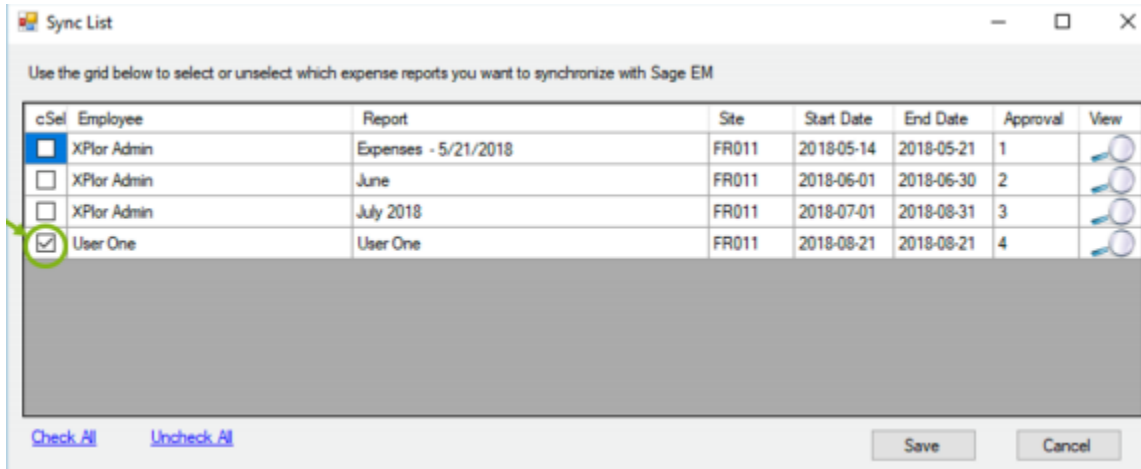 Sync List
Use the grid below to select or unselect which expense reports you want to synchronize with Sage EM
cSel Employee Report Site Start Date End Date Approval View
XPlor Admin Expenses - 5/21/2018 FR011 2018-05-14 2018-05-21 1
XPlor Admin June FR011 2018-06-01 2018-06-30 2
XPlor Admin July 2018 FR011 2018-07-01 2018-08-31 3
User One User One FR011 2018-08-21 2018-08-21 4
Check All Uncheck All Save Cancel